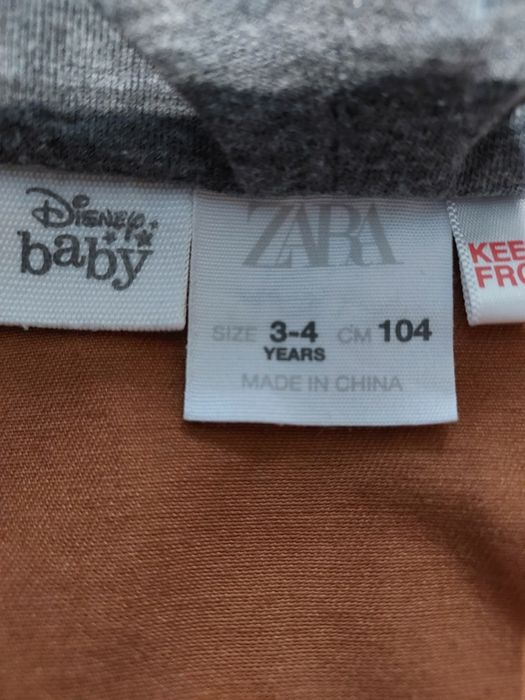 Disney
baby
ZARA
SIZE 3-4 CM 104
YEARS
MADE IN CHINA
KEE
FRO